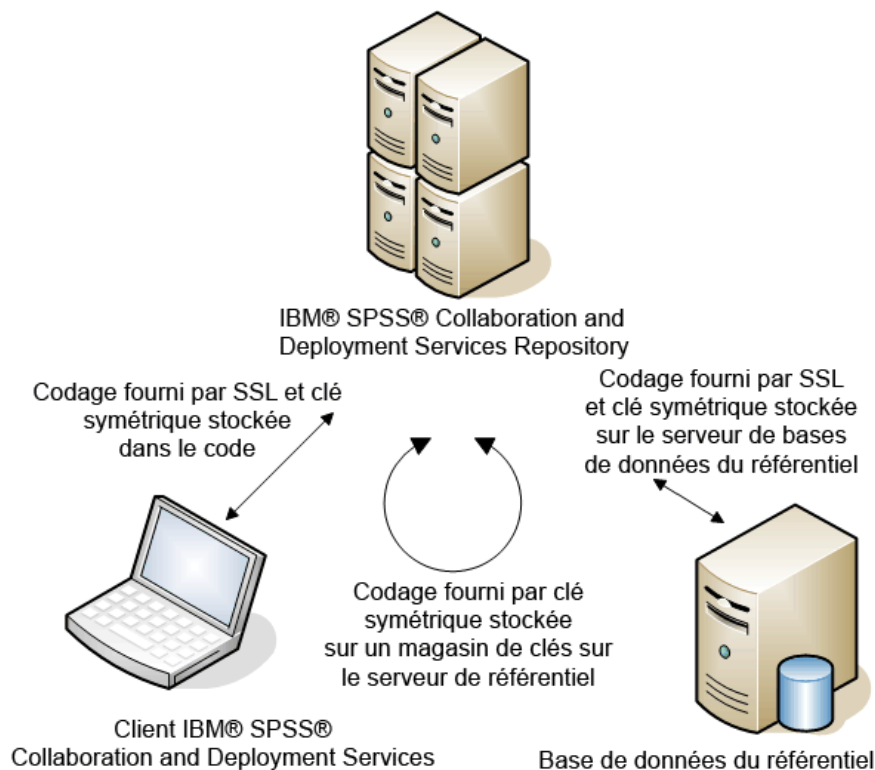 IBM® SPSS® Collaboration and
Deployment Services Repository
Codage fourni par SSL et clé
symétrique stockée
dans le code
Codage fourni par SSL
et clé symétrique stockée
sur le serveur de bases
de données du référentiel
Codage fourni par clé
symétrique stockée
sur un magasin de clés sur
le serveur de référentiel
Client IBM® SPSS®
Collaboration and Deployment Services
Base de données du référentiel